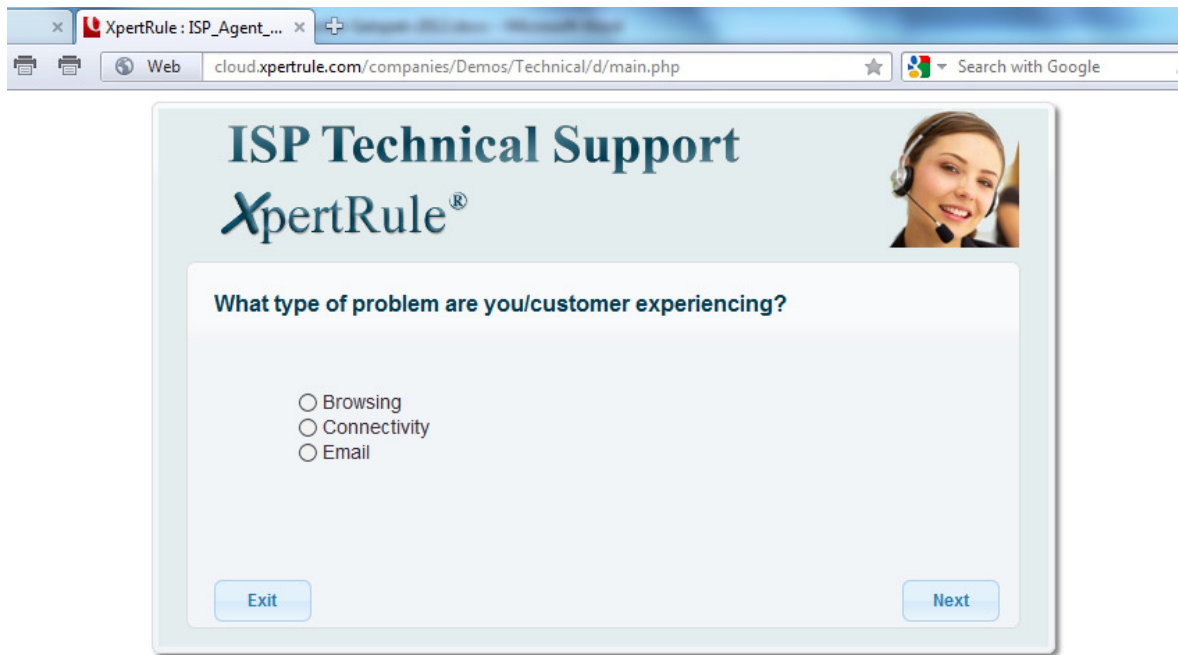 XpertRule : ISP_Agent_...
Web
cloud.xpertrule.com/companies/Demos/Technical/d/main.php
Search with Google
ISP Technical Support
XpertRule®
What type of problem are you/customer experiencing?
Browsing
Connectivity
Email
Exit
Next